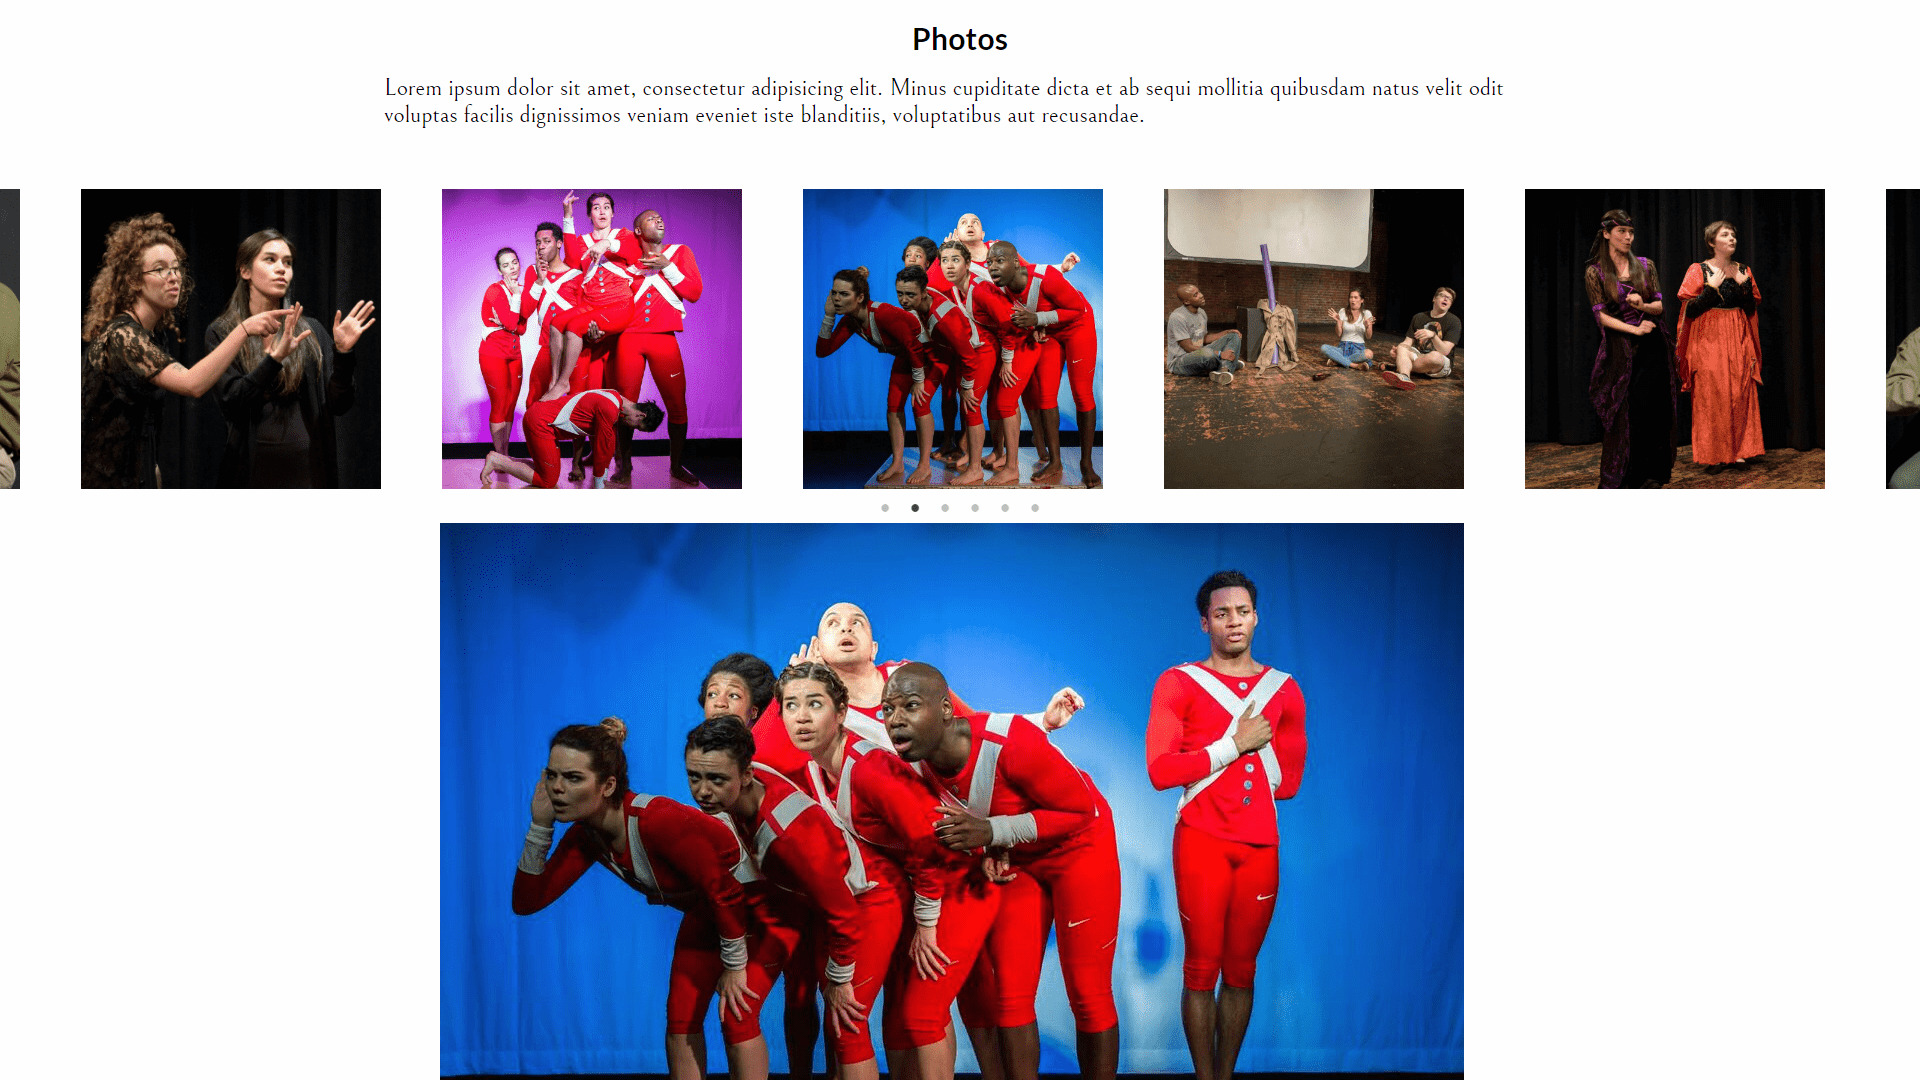 Photos
Lorem ipsum dolor sit amet, consectetur adipisicing elit. Minus cupiditate dicta et ab sequi mollitia quibusdam natus velit odit
voluptas facilis dignissimos veniam eveniet iste blanditiis, voluptatibus aut recusandae.